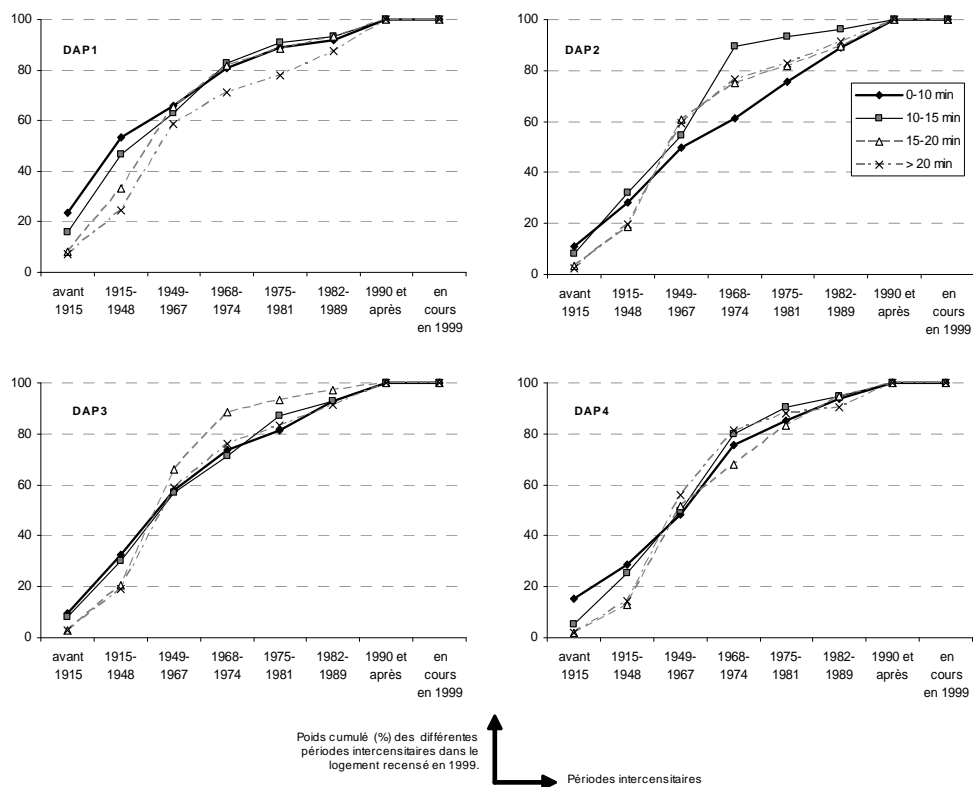 DAP1
100
80
60
40
20
0
avant 1915- 1949- 1968- 1975- 1982- 1990 et en
1915 1948 1967 1974 1981 1989 après cours
en 1999
DAP2
100
80
60
40
20
0
0-10 min
10-15 min
15-20 min
> 20 min
avant 1915- 1949- 1968- 1975- 1982- 1990 et en
1915 1948 1967 1974 1981 1989 après cours
en 1999
DAP3
100
80
60
40
20
0
avant 1915- 1949- 1968- 1975- 1982- 1990 et en
1915 1948 1967 1974 1981 1989 après cours
en 1999
DAP4
100
80
60
40
20
0
avant 1915- 1949- 1968- 1975- 1982- 1990 et en
1915 1948 1967 1974 1981 1989 après cours
en 1999
Poids cumulé (%) des différentes
périodes intercensitaires dans le
logement recensé en 1999.
Périodes intercensitaires